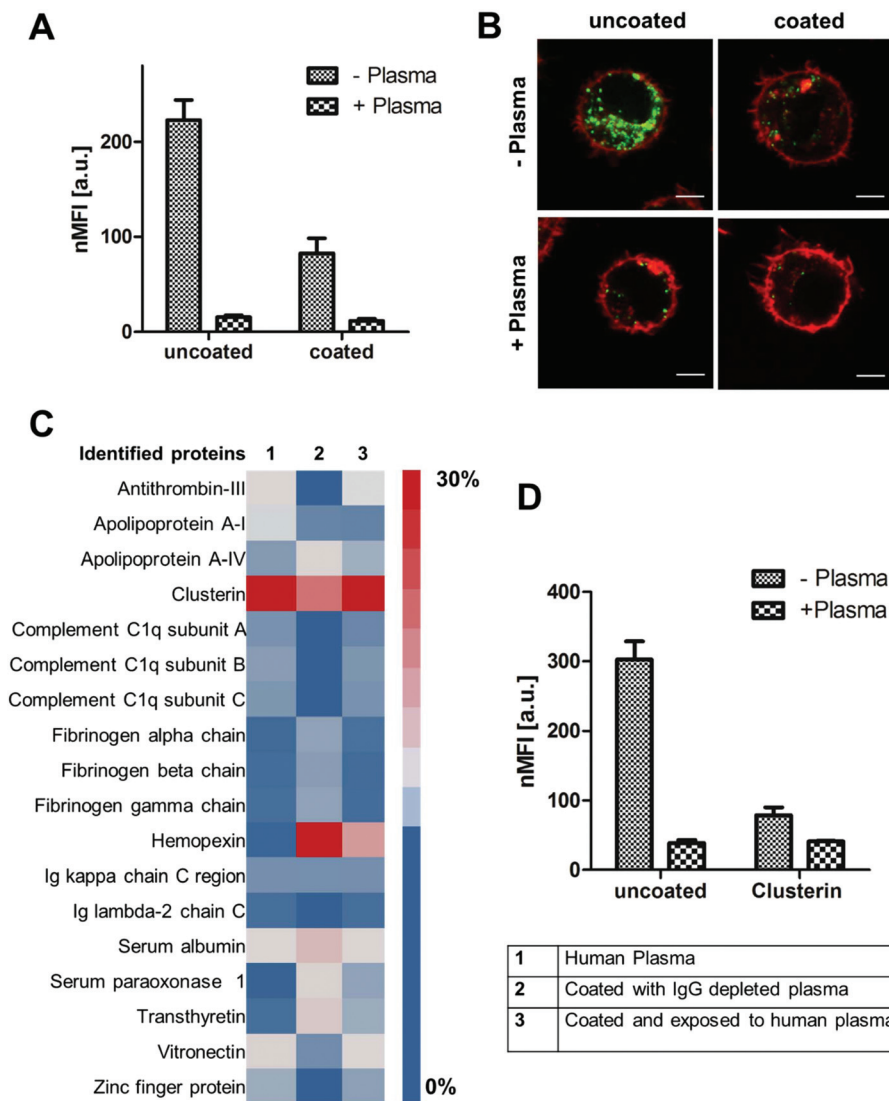 A
- Plasma
+ Plasma
nMFI [a.u.]
200
100
0
uncoated coated
B
uncoated coated
- Plasma
+ Plasma
C
Identified proteins 1 2 3
Antithrombin-III
Apolipoprotein A-I
Apolipoprotein A-IV
Clusterin
Complement C1q subunit A
Complement C1q subunit B
Complement C1q subunit C
Fibrinogen alpha chain
Fibrinogen beta chain
Fibrinogen gamma chain
Hemopexin
Ig kappa chain C region
Ig lambda-2 chain C
Serum albumin
Serum paraoxonase 1
Transthyretin
Vitronectin
Zinc finger protein
30%
0%
D
- Plasma
+Plasma
nMFI [a.u.]
400
300
200
100
0
uncoated Clusterin
1 Human Plasma
2 Coated with IgG depleted plasma
3 Coated and exposed to human plasma